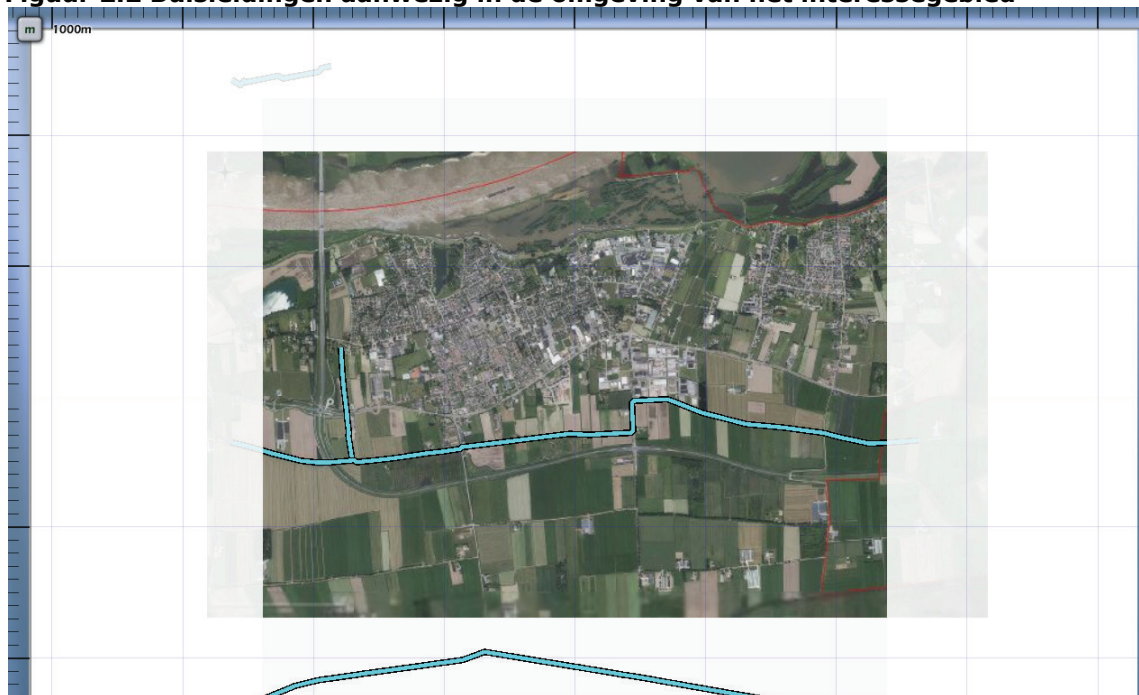 Figuur 2.2 Buisleidingen aanwezig in de omgeving van het interessegebied
m
1000m